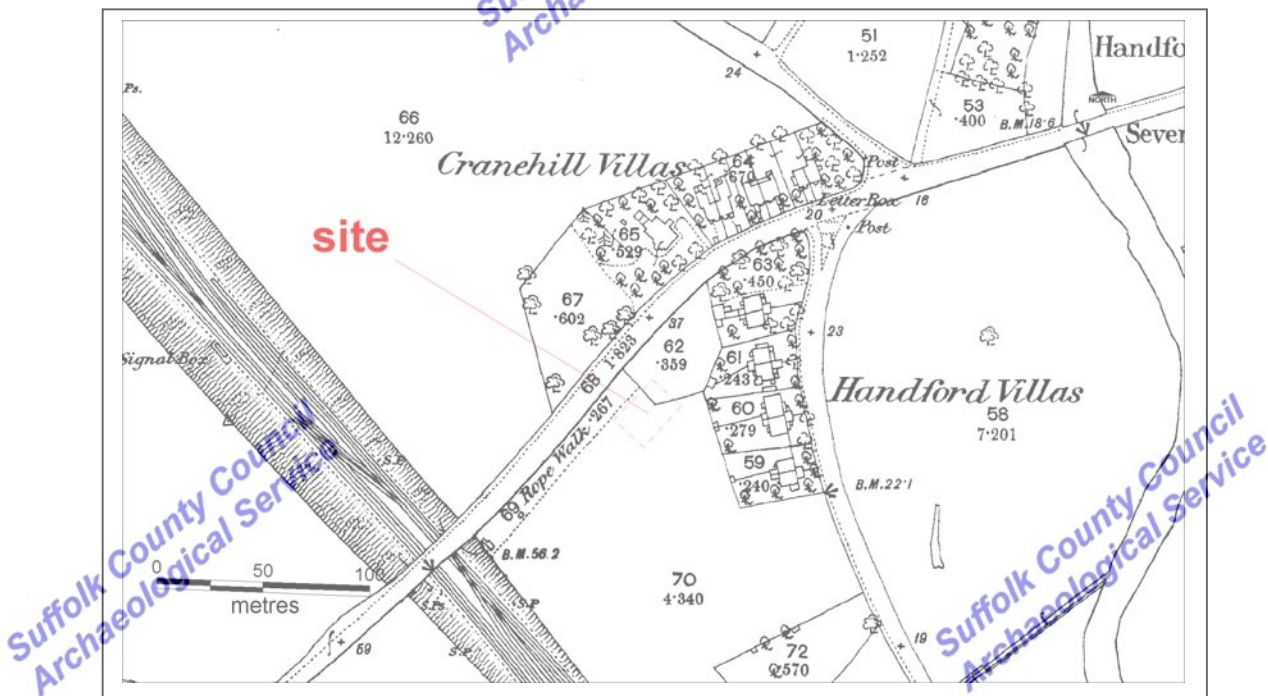 Suffolk County Council
Archaeological Service
51
1·252
Handfo
24
Ps.
66
12·260
53
·400
NORTH
B.M.18·6
Seven
Cranehill Villas
64
·670
Post
Letter Box
20
16
Post
site
65
·529
63
·450
67
·602
37
62
·359
23
Signal Box
68 1·823
61
·243
Handford Villas
58
7·201
60
·279
69 Rope Walk ·267
S.P.
59
·240
B.M.22·1
Suffolk County Council
Archaeological Service
B.M.56.2
0 50 100
metres
S.Ps.
S.P.
70
4·340
59
S.P.
72
·570
19
Suffolk County Council
Archaeological Service